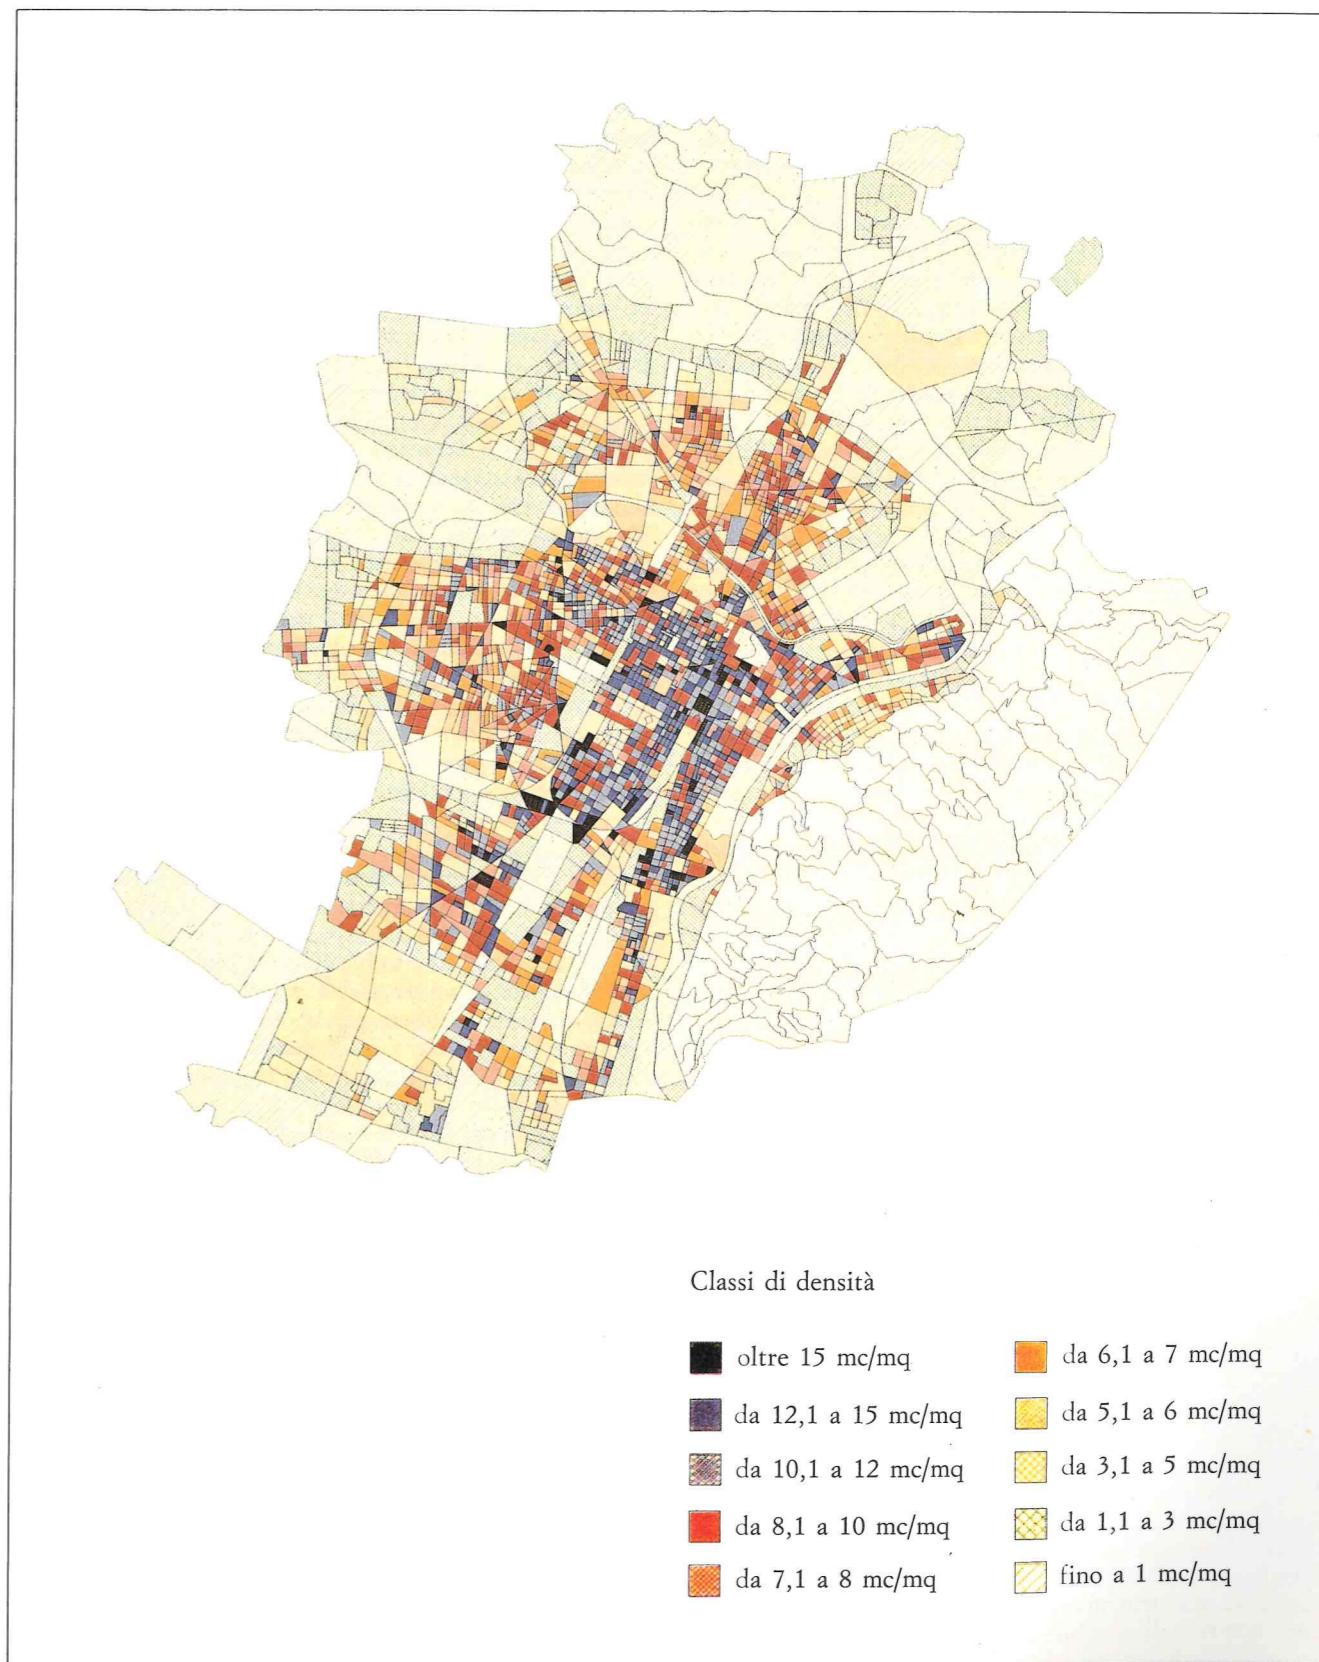 Classi di densità
oltre 15 mc/mq
da 12,1 a 15 mc/mq
da 10,1 a 12 mc/mq
da 8,1 a 10 mc/mq
da 7,1 a 8 mc/mq
da 6,1 a 7 mc/mq
da 5,1 a 6 mc/mq
da 3,1 a 5 mc/mq
da 1,1 a 3 mc/mq
fino a 1 mc/mq